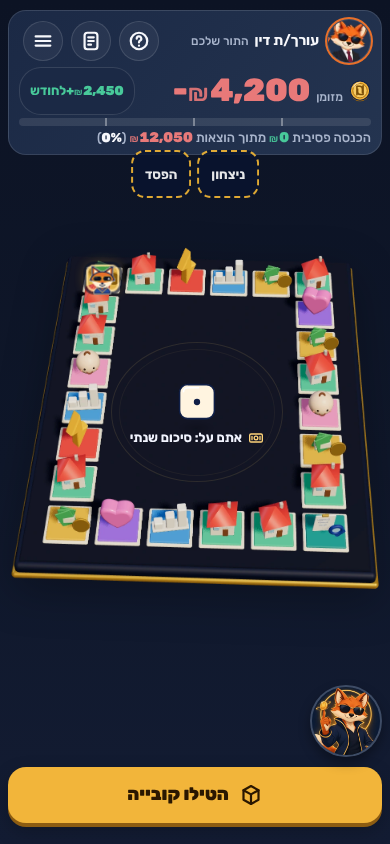 עורך/ת דין התור שלכם
מזומן ₪4,200-
₪2,450+לחודש
הכנסה פסיבית ₪0 מתוך הוצאות ₪12,050 (0%)
ניצחון
הפסד
אתם על: סיכום שנתי
הטילו קובייה